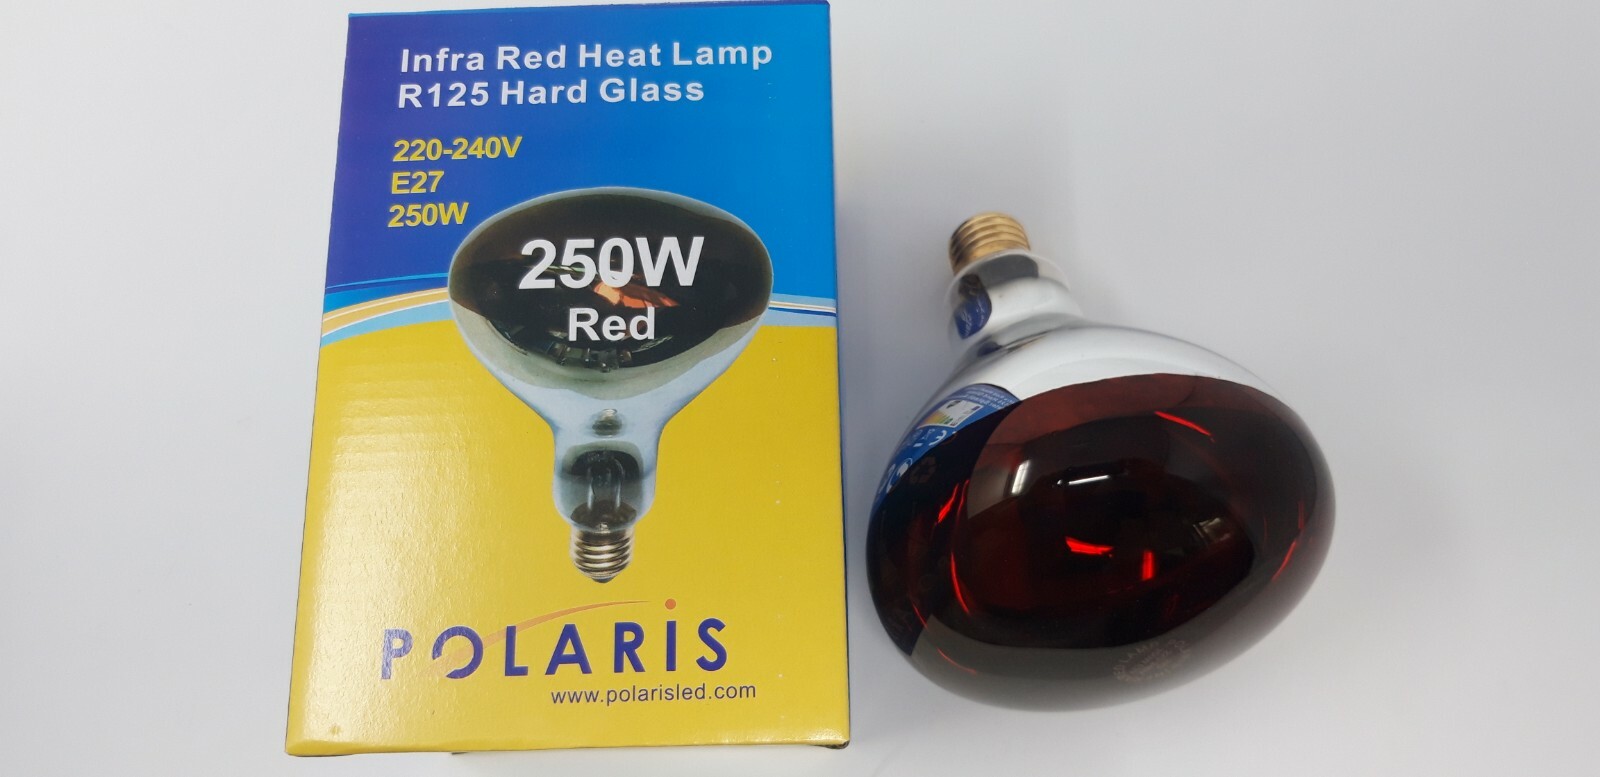 Infra Red Heat Lamp
R125 Hard Glass
220-240V
E27
250W
250W
Red
POLARIS
www.polarisled.com